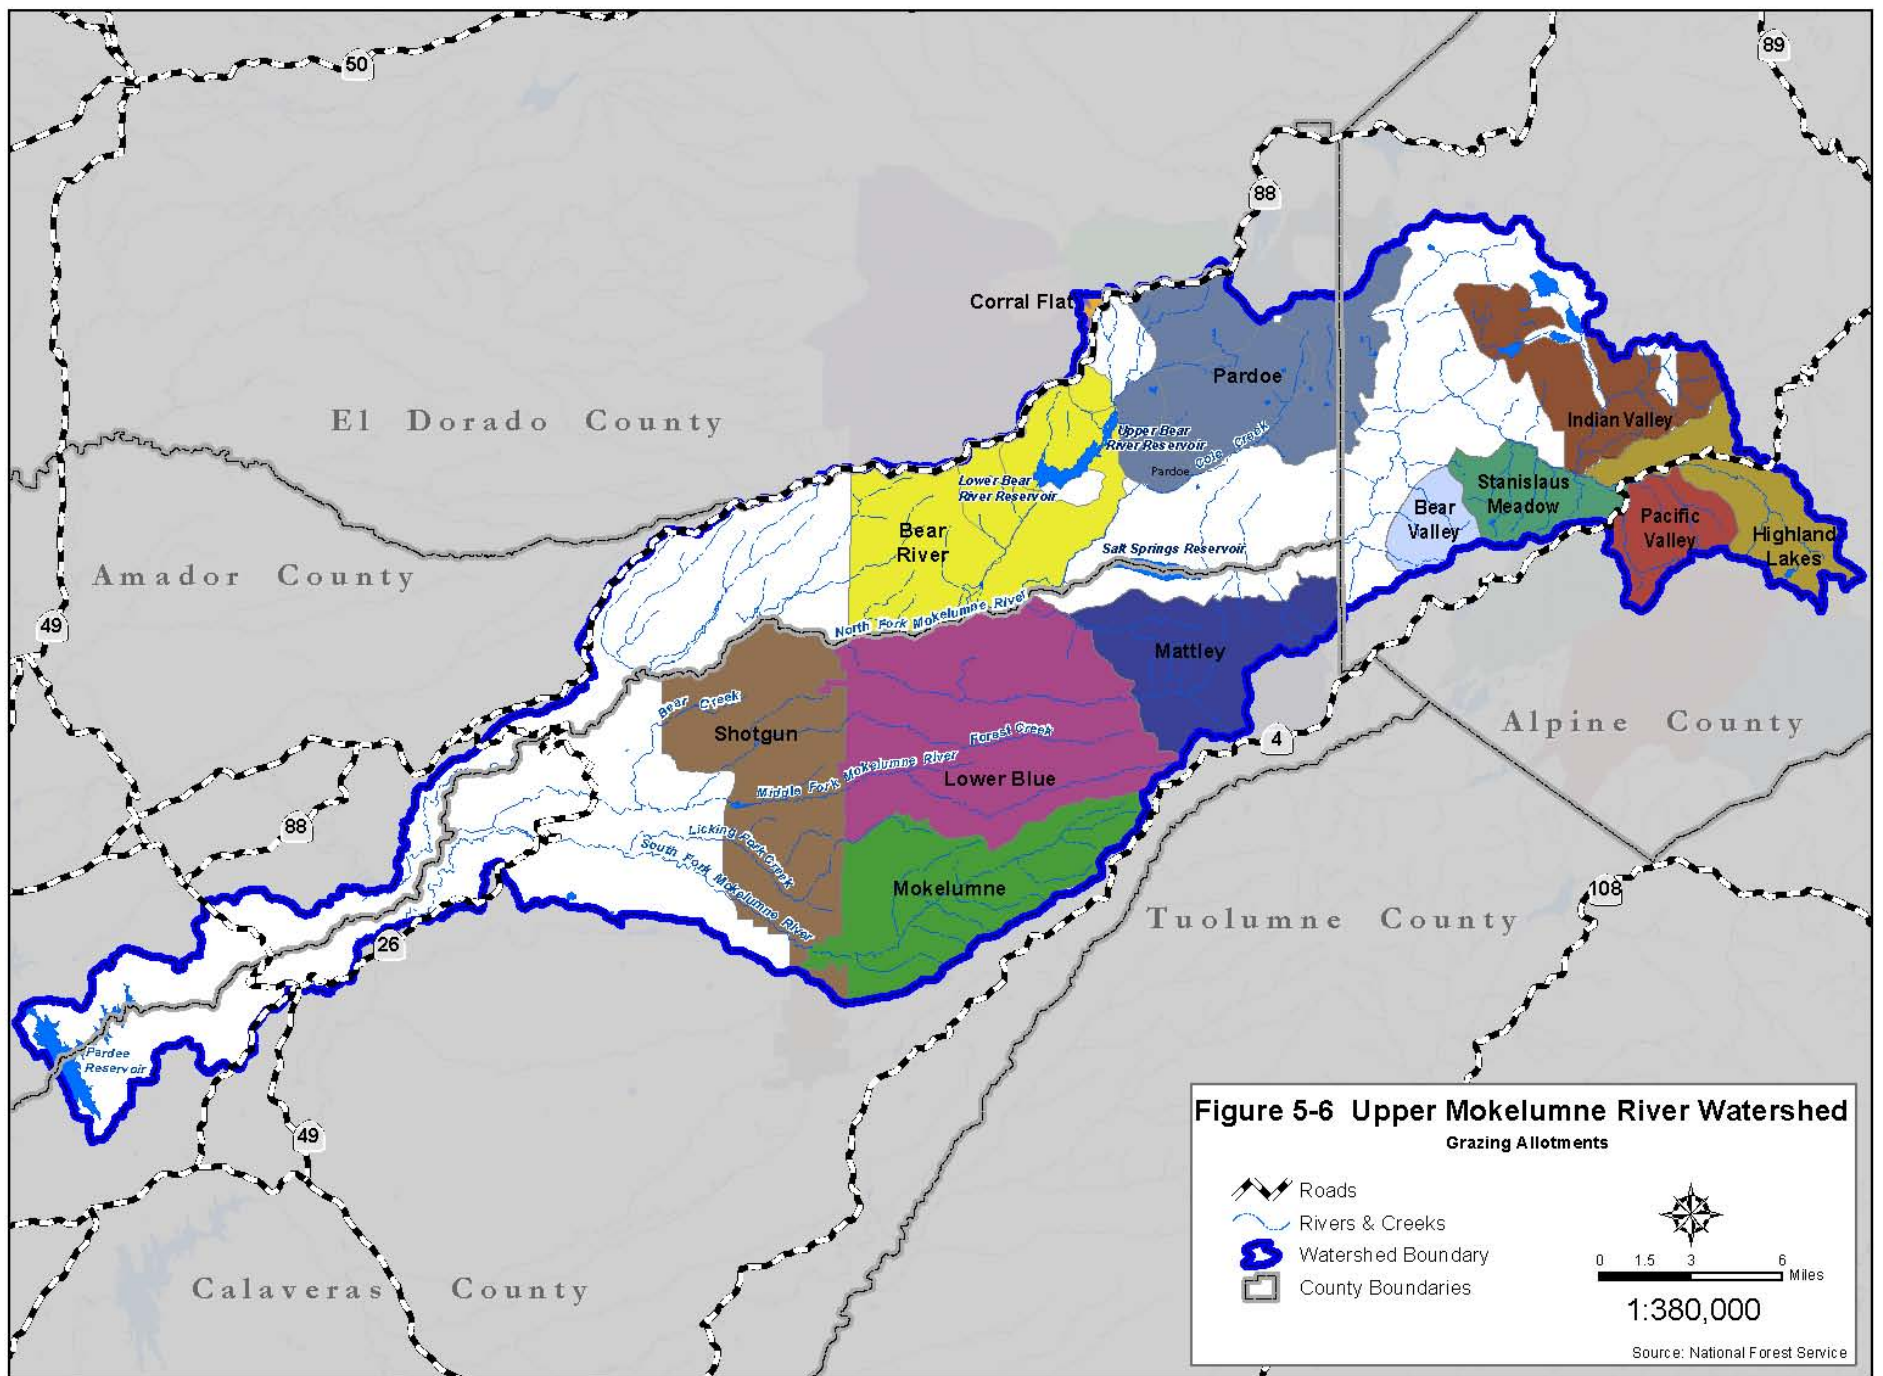 50
89
88
Corral Flat
Pardoe
El Dorado County
Indian Valley
Upper Bear
River Reservoir
Cole Creek
Pardoe
Lower Bear
River Reservoir
Stanislaus
Meadow
Bear
Valley
Pacific
Valley
Highland
Lakes
Bear
River
Salt Springs Reservoir
Amador County
North Fork Mokelumne River
49
Mattley
Bear Creek
Shotgun
Forest Creek
Alpine County
4
Middle Fork Mokelumne River
Lower Blue
88
Licking Fork Creek
South Fork Mokelumne River
Mokelumne
108
Tuolumne County
26
Pardee
Reservoir
49
Calaveras County
Figure 5-6 Upper Mokelumne River Watershed
Grazing Allotments
Roads
Rivers & Creeks
Watershed Boundary
County Boundaries
0 1.5 3 6
Miles
1:380,000
Source: National Forest Service